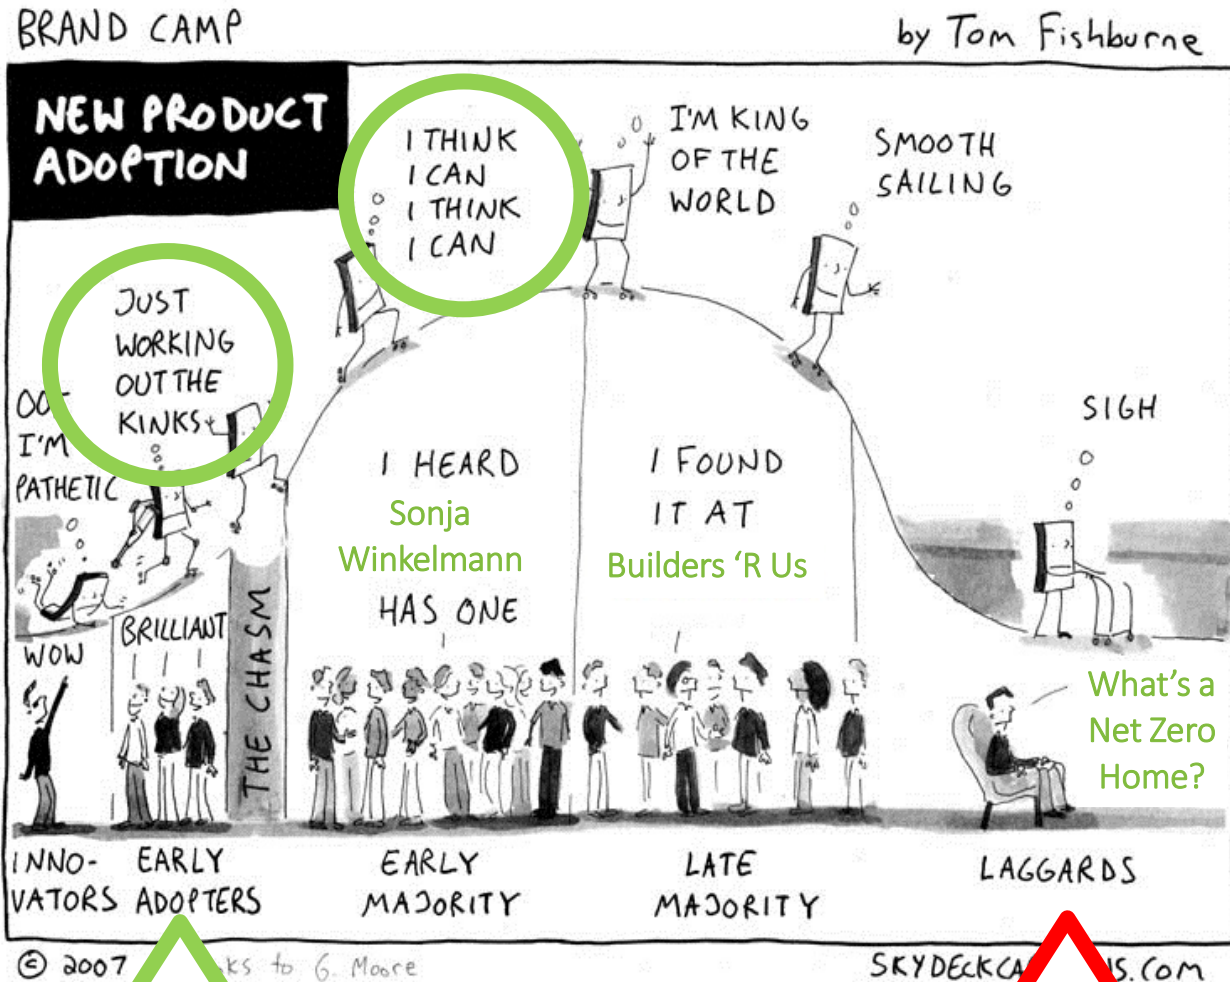 BRAND CAMP
by Tom Fishburne
NEW PRODUCT
ADOPTION
I THINK
I CAN
I THINK
I CAN
I'M KING
OF THE
WORLD
SMOOTH
SAILING
JUST
WORKING
OUT THE
KINKS
I'M
PATHETIC
SIGH
I HEARD
Sonja
Winkelmann
HAS ONE
I FOUND
IT AT
Builders ‘R Us
WOW
BRILLIANT
THE CHASM
What's a
Net Zero
Home?
INNO-
VATORS
EARLY
ADOPTERS
EARLY
MAJORITY
LATE
MAJORITY
LAGGARDS
© 2007
to G. Moore